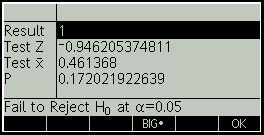 Result 1
Test Z -0.946205374811
Test x̄ 0.461368
P 0.172021922639
Fail to Reject H₀ at α=0.05
BIG• OK